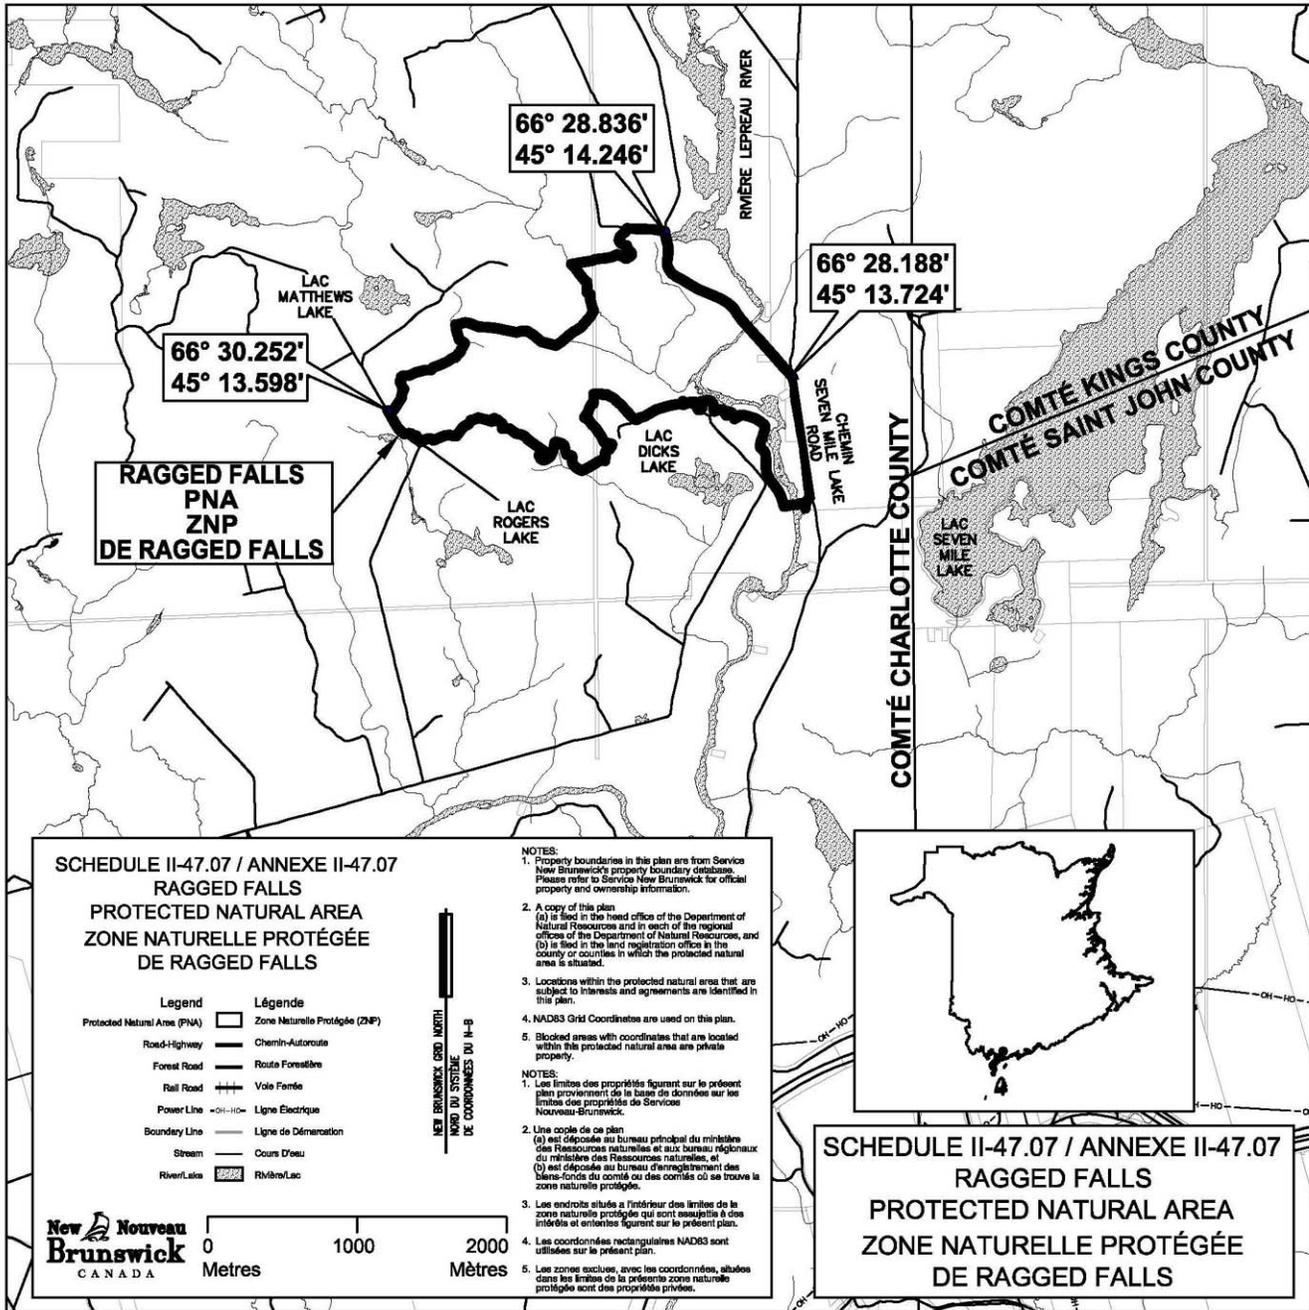 66° 28.836'
45° 14.246'
RIVIÈRE LEPREAU RIVER
66° 28.188'
45° 13.724'
LAC
MATTHEWS
LAKE
66° 30.252'
45° 13.598'
COMTÉ KINGS COUNTY
COMTÉ SAINT JOHN COUNTY
CHEMIN
SEVEN MILE LAKE
ROAD
COMTÉ CHARLOTTE COUNTY
LAC
DICKS
LAKE
RAGGED FALLS
PNA
ZNP
DE RAGGED FALLS
LAC
ROGERS
LAKE
LAC
SEVEN
MILE
LAKE
SCHEDULE II-47.07 / ANNEXE II-47.07
RAGGED FALLS
PROTECTED NATURAL AREA
ZONE NATURELLE PROTÉGÉE
DE RAGGED FALLS
Legend Légende
Protected Natural Area (PNA) Zone Naturelle Protégée (ZNP)
Road-Highway Chemin-Autoroute
Forest Road Route Forestière
Rail Road Voie Ferrée
Power Line -OH-HO- Ligne Électrique
Boundary Line Ligne de Démarcation
Stream Cours D'eau
River/Lake Rivière/Lac
NEW BRUNSWICK GRID NORTH
NORD DU SYSTÈME
DE COORDONNÉES DU N-B
New Nouveau
Brunswick
CANADA
0 1000 2000
Metres Mètres
NOTES:
1. Property boundaries in this plan are from Service
New Brunswick's property boundary database.
Please refer to Service New Brunswick for official
property and ownership information.
2. A copy of this plan
(a) is filed in the head office of the Department of
Natural Resources and in each of the regional
offices of the Department of Natural Resources, and
(b) is filed in the land registration office in the
county or counties in which the protected natural
area is situated.
3. Locations within the protected natural area that are
subject to interests and agreements are identified in
this plan.
4. NAD83 Grid Coordinates are used on this plan.
5. Blocked areas with coordinates that are located
within this protected natural area are private
property.
NOTES:
1. Les limites des propriétés figurant sur le présent
plan proviennent de la base de données sur les
limites des propriétés de Services
Nouveau-Brunswick.
2. Une copie de ce plan
(a) est déposée au bureau principal du ministère
des Ressources naturelles et aux bureau régionaux
du ministère des Ressources naturelles, et
(b) est déposée au bureau d'enregistrement des
biens-fonds du comté ou des comtés où se trouve la
zone naturelle protégée.
3. Les endroits situés a l'intérieur des limites de la
zone naturelle protégée qui sont assujettis à des
intérêts et ententes figurent sur le présent plan.
4. Les coordonnées rectangulaires NAD83 sont
utilisées sur le présent plan.
5. Les zones exclues, avec les coordonnées, situées
dans les limites de la présente zone naturelle
protégée sont des propriétés privées.
-OH-HO-
-OH-HO-
SCHEDULE II-47.07 / ANNEXE II-47.07
RAGGED FALLS
PROTECTED NATURAL AREA
ZONE NATURELLE PROTÉGÉE
DE RAGGED FALLS